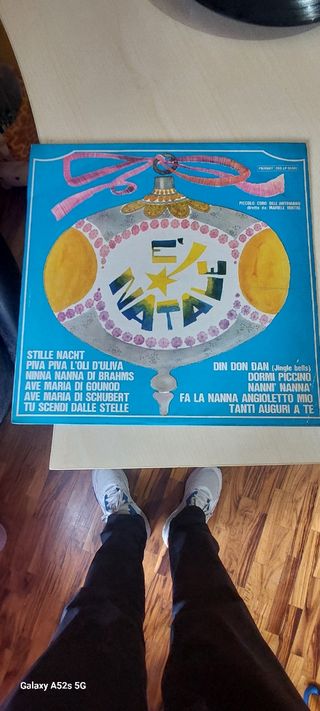 PICCOLO CORO DELL'ANTONIANO
diretto da: MARIELE VENTRE
E'
NATALE
STILLE NACHT
PIVA PIVA L'OLI D'ULIVA
NINNA NANNA DI BRAHMS
AVE MARIA DI GOUNOD
AVE MARIA DI SCHUBERT
TU SCENDI DALLE STELLE
DIN DON DAN (Jingle bells)
DORMI PICCINO
NANNI' NANNA'
FA LA NANNA ANGIOLETTO MIO
TANTI AUGURI A TE
Galaxy A52s 5G